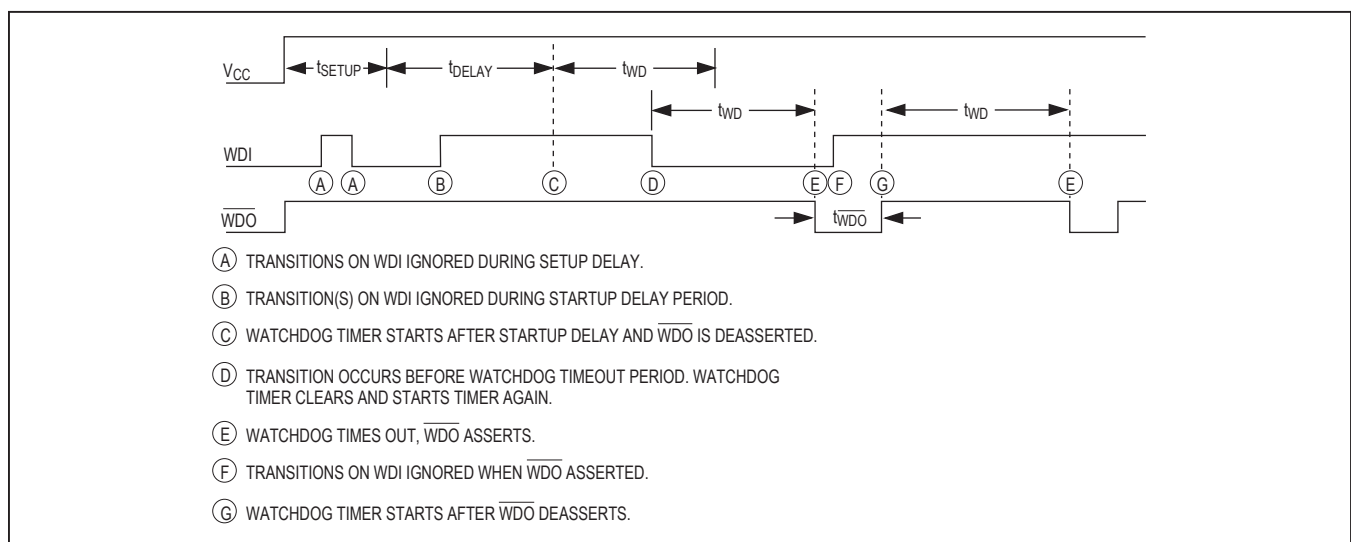 VCC
tSETUP
tDELAY
tWD
tWD
tWD
WDI
A A B C D E F G E
WDO
tWDO
A TRANSITIONS ON WDI IGNORED DURING SETUP DELAY.
B TRANSITION(S) ON WDI IGNORED DURING STARTUP DELAY PERIOD.
C WATCHDOG TIMER STARTS AFTER STARTUP DELAY AND WDO IS DEASSERTED.
D TRANSITION OCCURS BEFORE WATCHDOG TIMEOUT PERIOD. WATCHDOG
TIMER CLEARS AND STARTS TIMER AGAIN.
E WATCHDOG TIMES OUT, WDO ASSERTS.
F TRANSITIONS ON WDI IGNORED WHEN WDO ASSERTED.
G WATCHDOG TIMER STARTS AFTER WDO DEASSERTS.